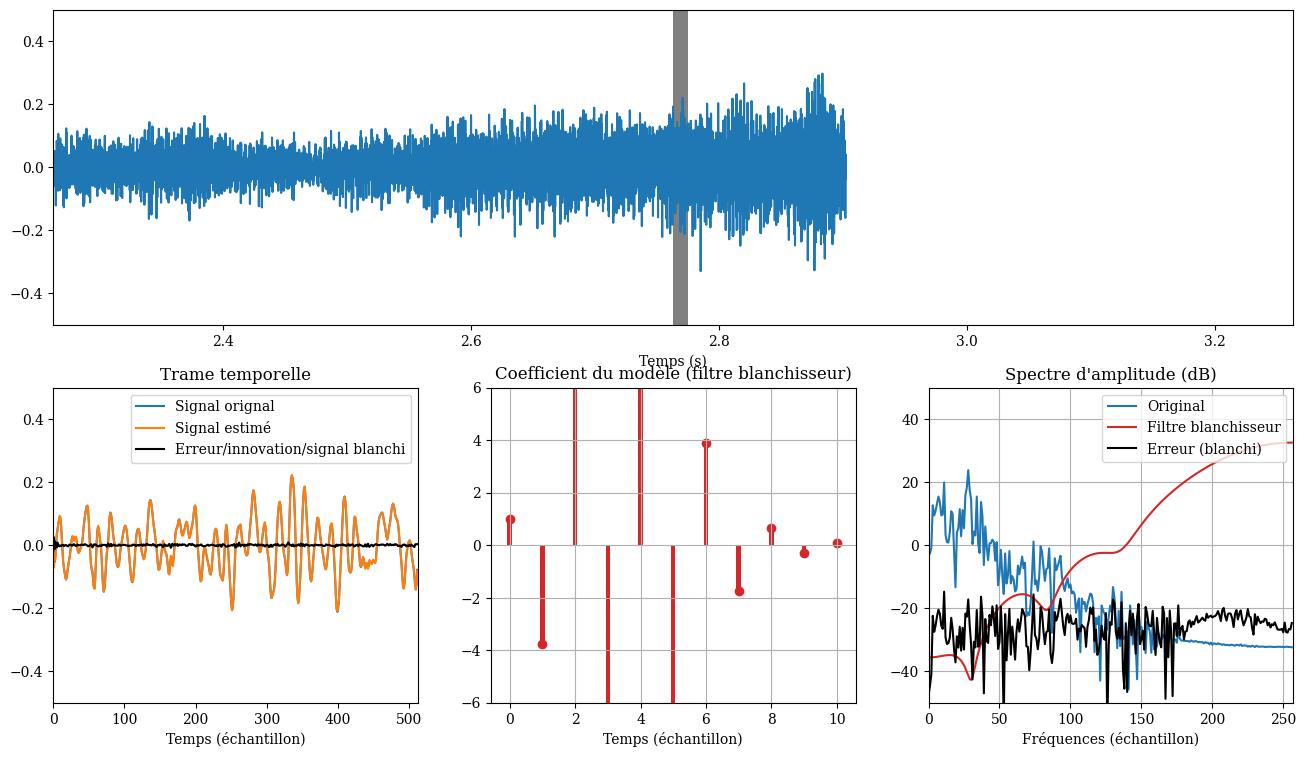 0.4
0.2
0.0
−0.2
−0.4
2.4 2.6 2.8 3.0 3.2
Temps (s)
Trame temporelle
0.4
0.2
0.0
−0.2
−0.4
Signal orignal
Signal estimé
Erreur/innovation/signal blanchi
0 100 200 300 400 500
Temps (échantillon)
Coefficient du modèle (filtre blanchisseur)
6
4
2
0
−2
−4
−6
0 2 4 6 8 10
Temps (échantillon)
Spectre d'amplitude (dB)
40
20
0
−20
−40
Original
Filtre blanchisseur
Erreur (blanchi)
0 50 100 150 200 250
Fréquences (échantillon)